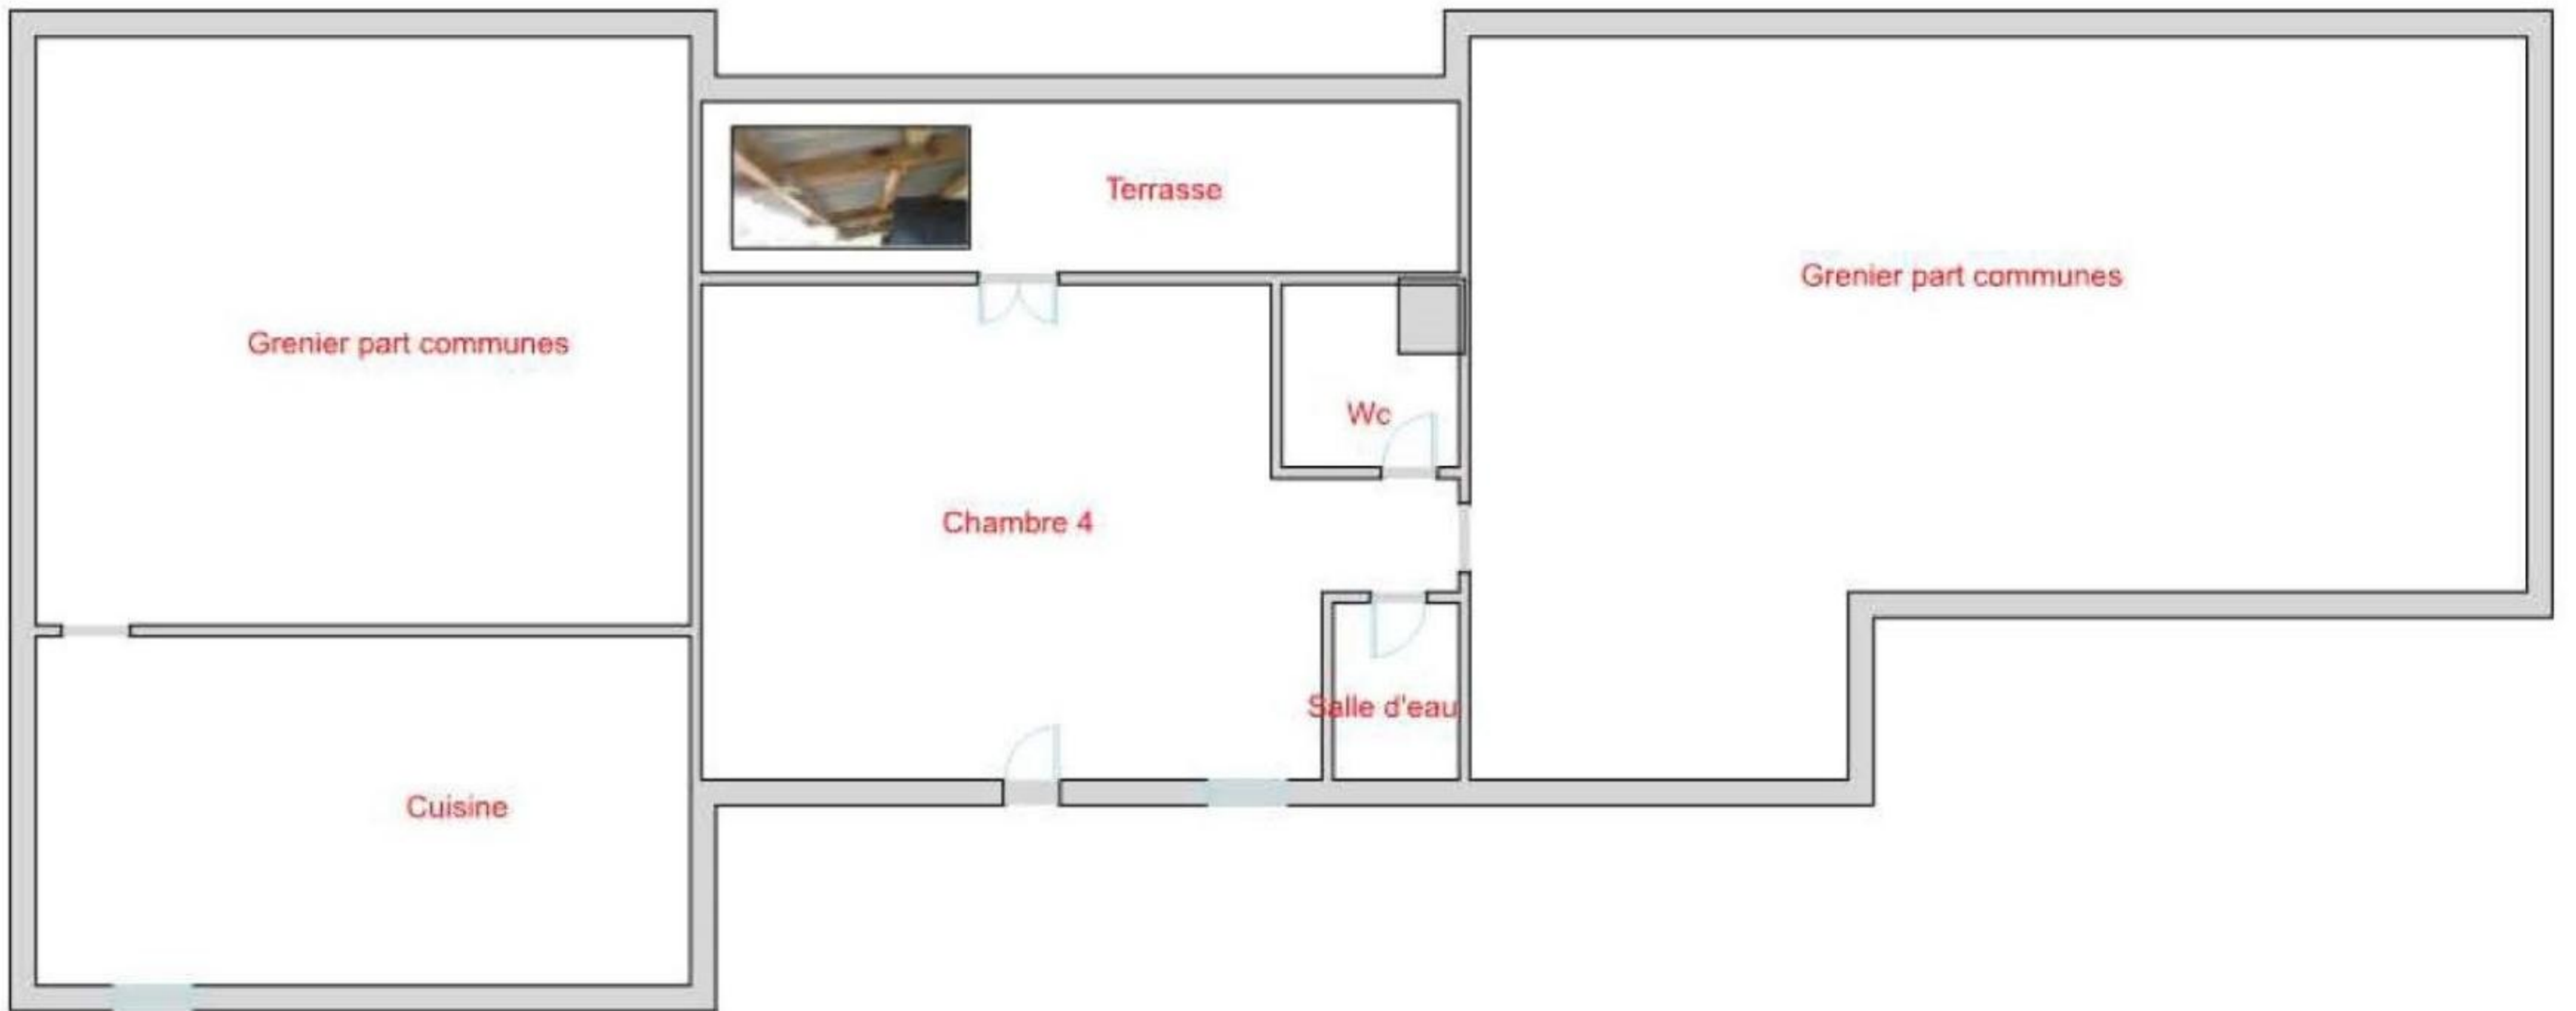 Terrasse
Grenier part communes
Grenier part communes
Wc
Chambre 4
Salle d'eau
Cuisine